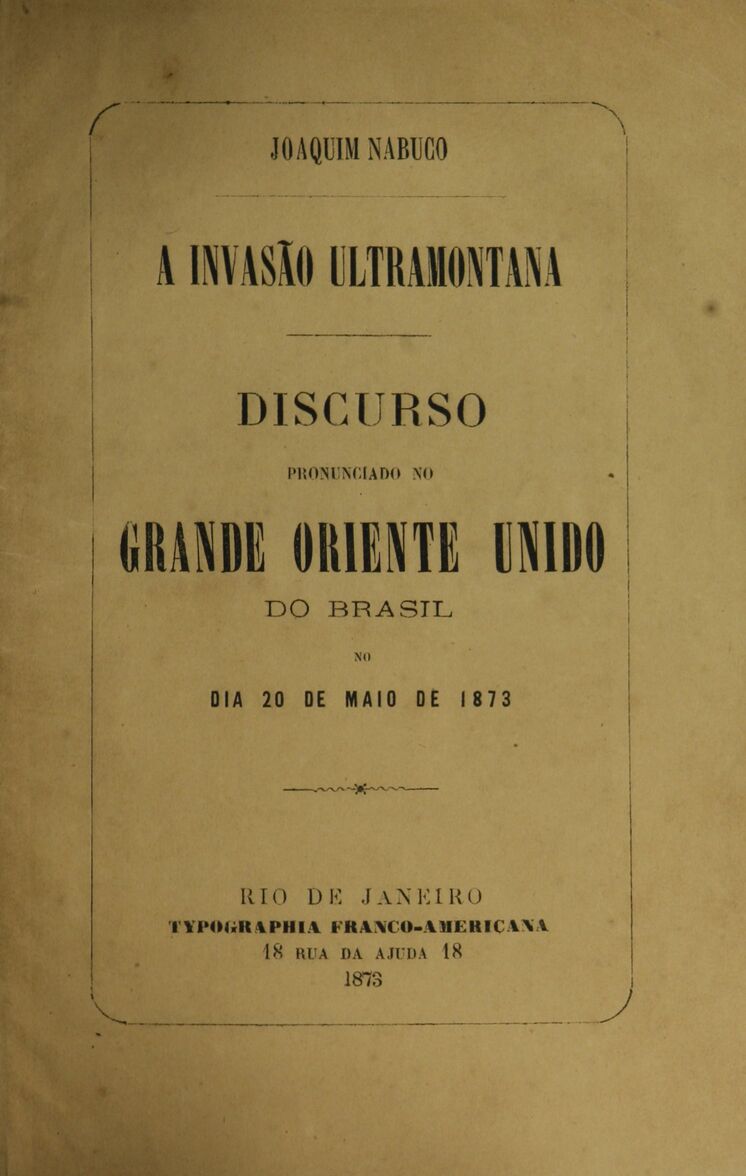 JOAQUIM NABUCO
A INVASÃO ULTRAMONTANA
DISCURSO
PRONUNCIADO NO
GRANDE ORIENTE UNIDO
DO BRASIL
NO
DIA 20 DE MAIO DE 1873
RIO DE JANEIRO
TYPOGRAPHIA FRANCO-AMERICANA
18 RUA DA AJUDA 18
1873